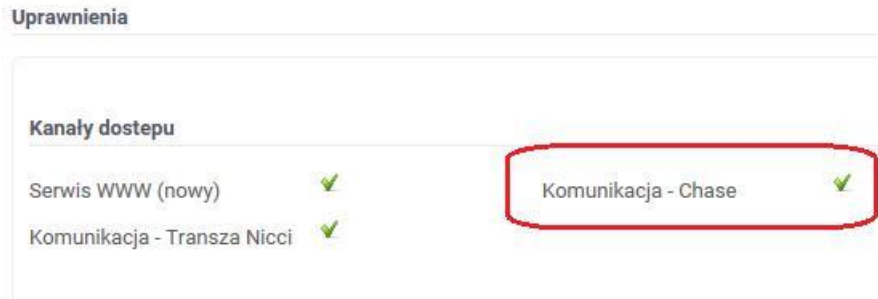 Uprawnienia
Kanały dostepu
Serwis WWW (nowy)
Komunikacja - Chase
Komunikacja - Transza Nicci